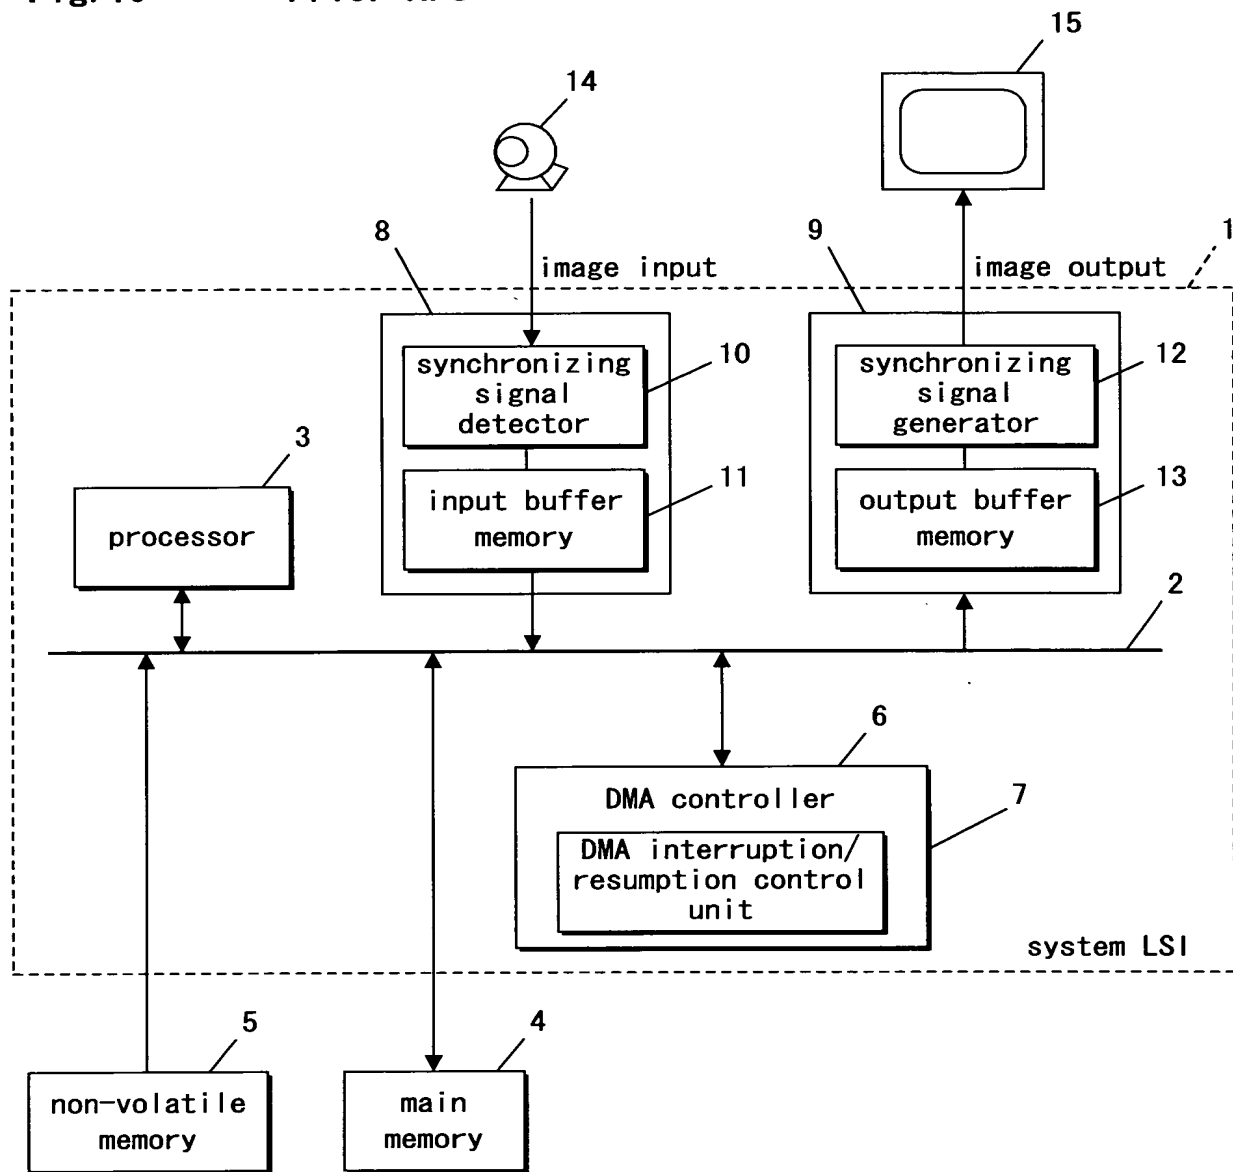 15
14
8
9
1
image input
image output
synchronizing
signal
detector
10
synchronizing
signal
generator
12
3
processor
input buffer
memory
11
output buffer
memory
13
2
6
DMA controller
7
DMA interruption/
resumption control
unit
system LSI
5
4
non-volatile
memory
main
memory